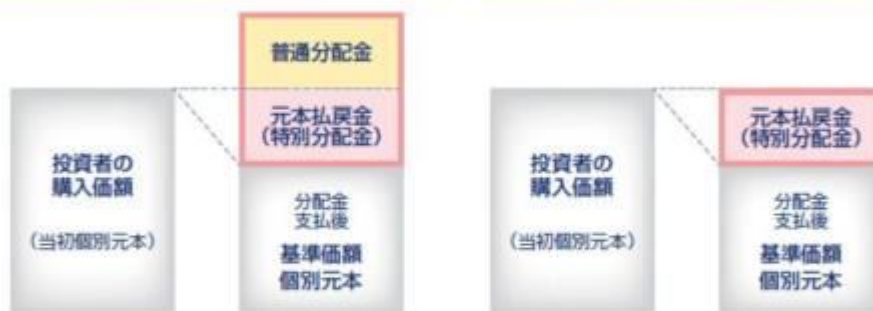 普通分配金
元本払戻金
(特別分配金)
投資者の
購入価額
(当初個別元本)
分配金
支払後
基準価額
個別元本
元本払戻金
(特別分配金)
投資者の
購入価額
(当初個別元本)
分配金
支払後
基準価額
個別元本